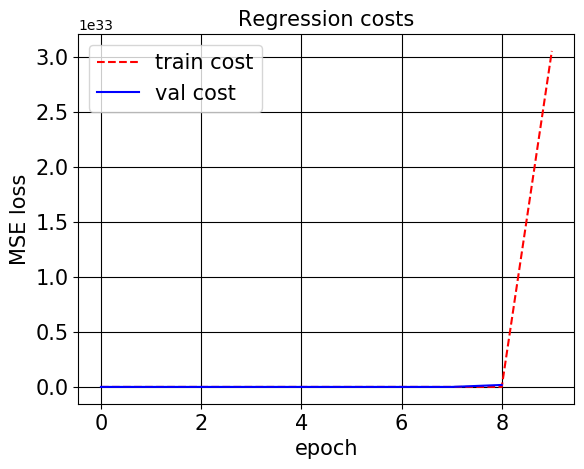 Regression costs
1e33
train cost
val cost
MSE loss
3.0
2.5
2.0
1.5
1.0
0.5
0.0
0 2 4 6 8
epoch